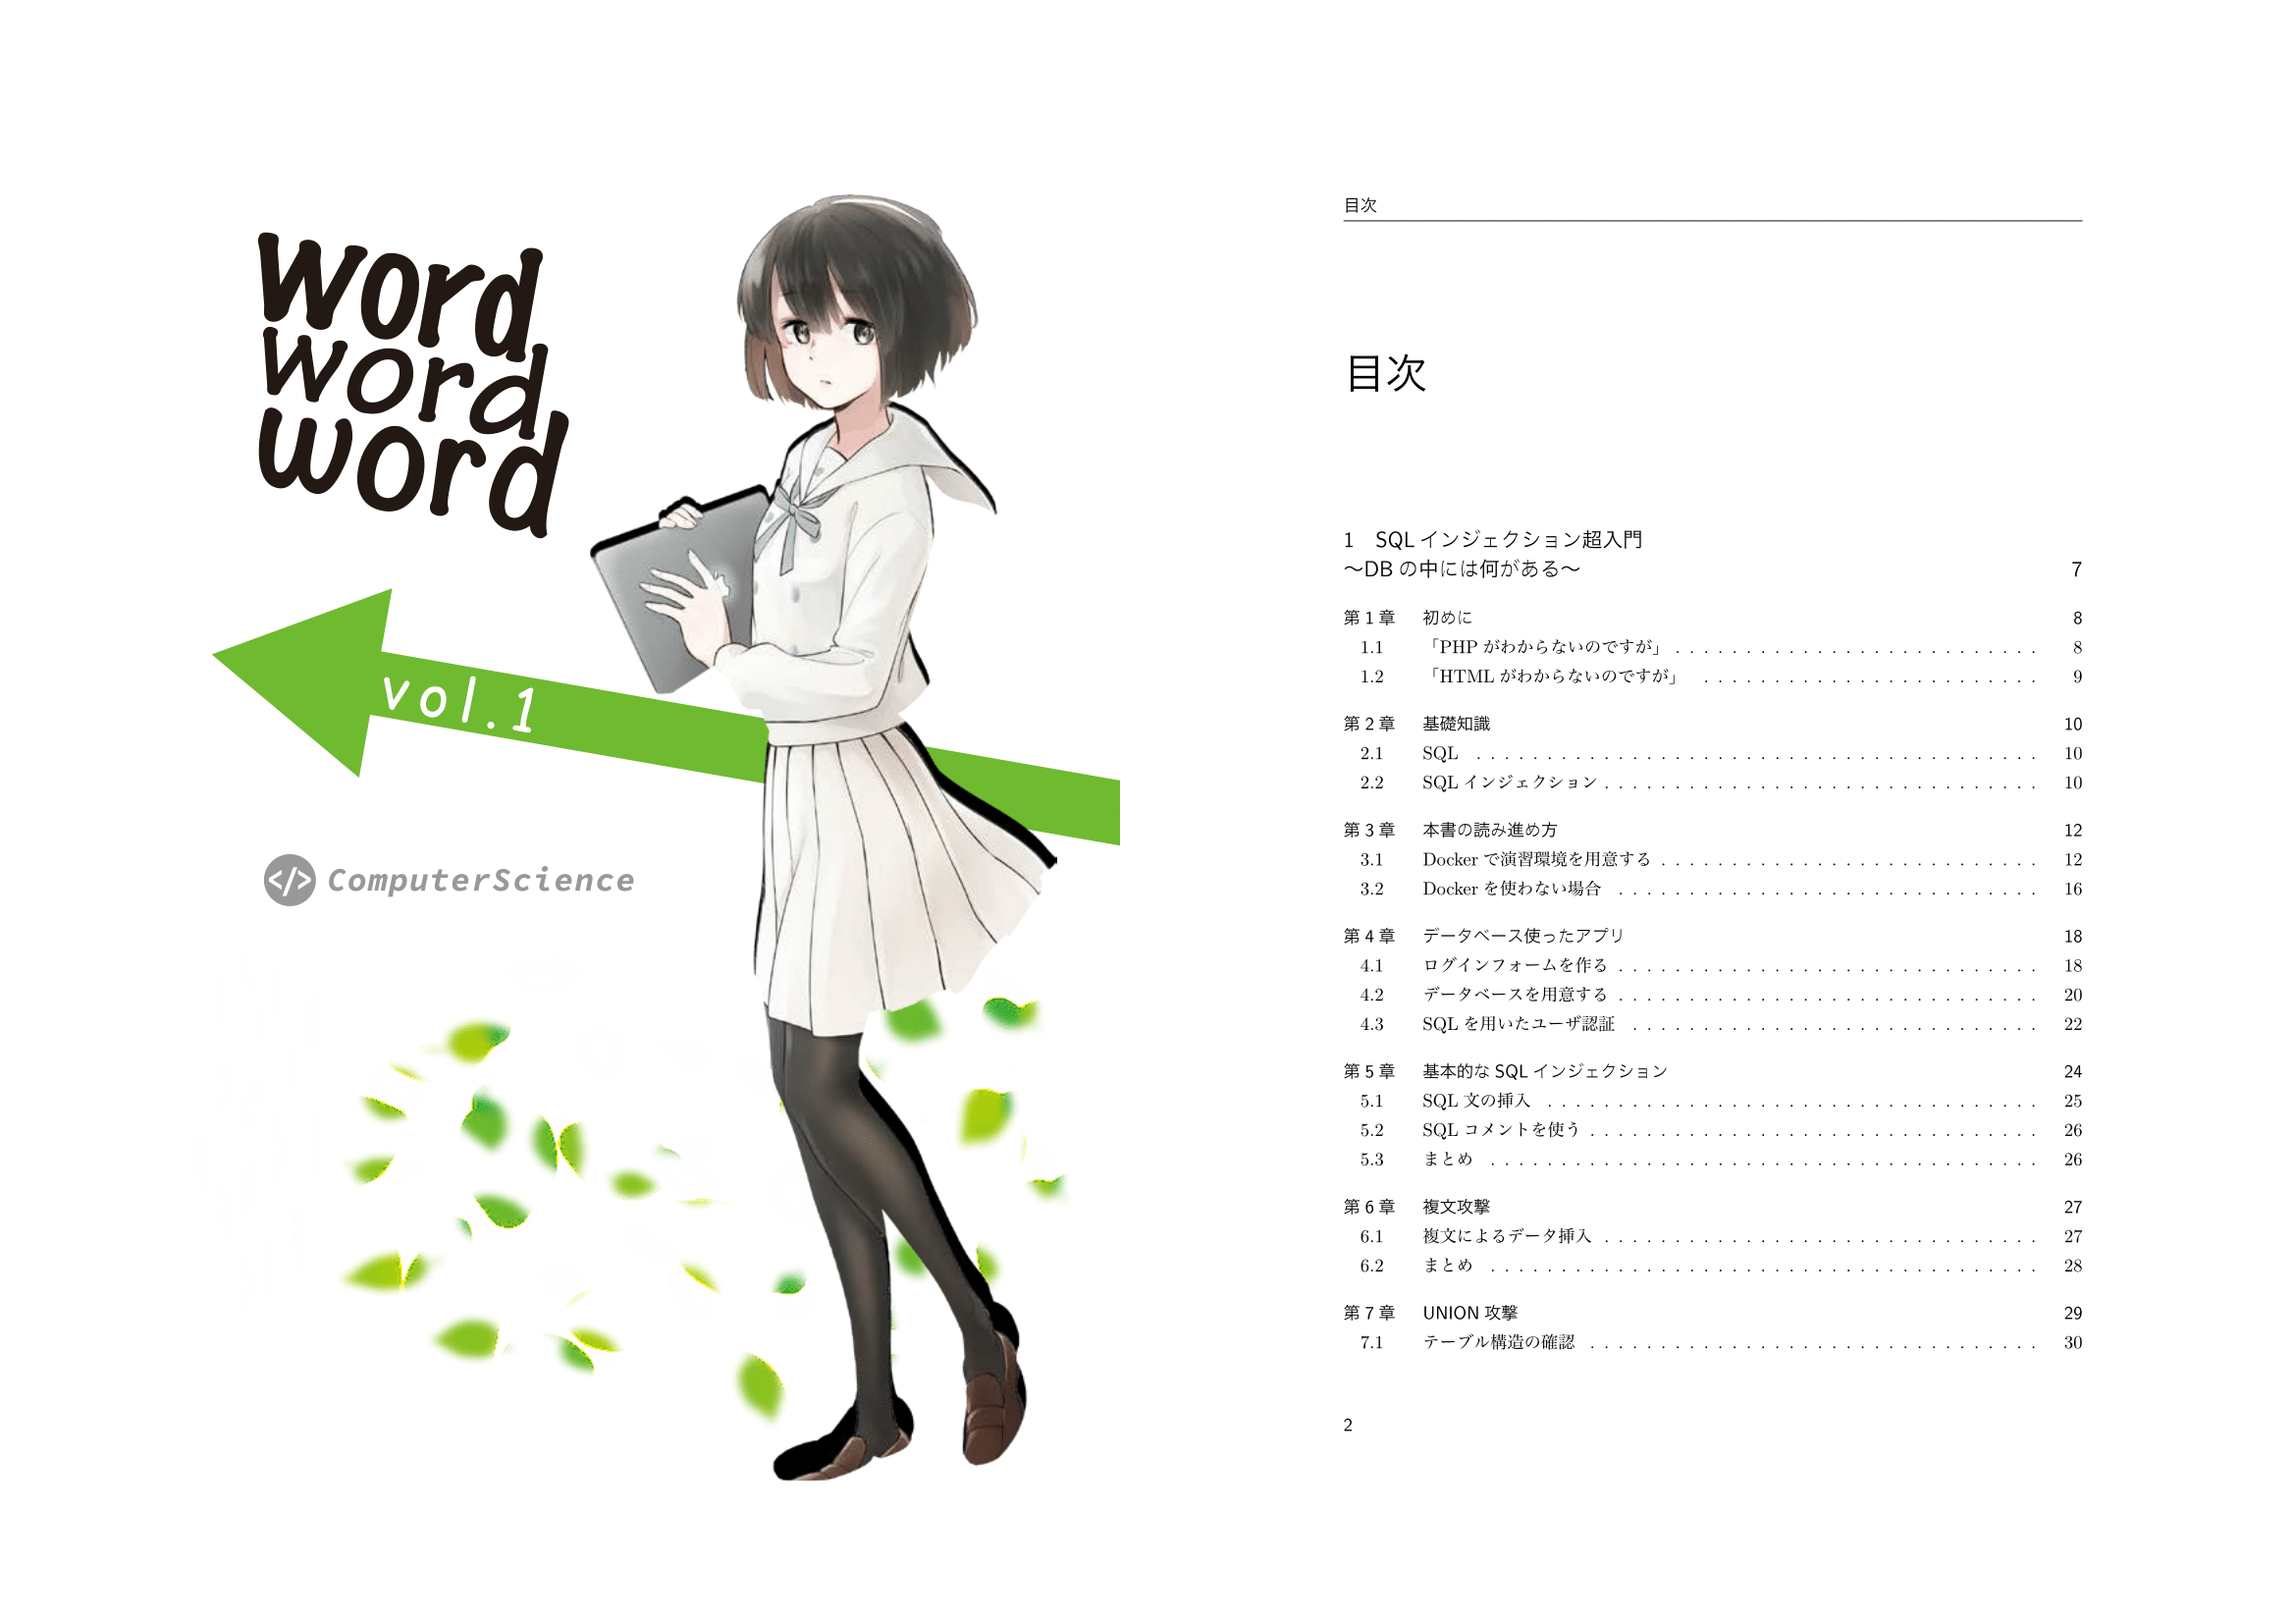 word
word
word
vol.1
</> ComputerScience
目次
目次
1 SQL インジェクション超入門
〜DB の中には何がある〜 7
第 1 章 初めに 8
1.1 「PHP がわからないのですが」 . . . . . . . . . . . . . . . . . . . . . . . . . . 8
1.2 「HTML がわからないのですが」 . . . . . . . . . . . . . . . . . . . . . . . . 9
第 2 章 基礎知識 10
2.1 SQL . . . . . . . . . . . . . . . . . . . . . . . . . . . . . . . . . . . . . . . . 10
2.2 SQL インジェクション . . . . . . . . . . . . . . . . . . . . . . . . . . . . . . . 10
第 3 章 本書の読み進め方 12
3.1 Docker で演習環境を用意する . . . . . . . . . . . . . . . . . . . . . . . . . . . 12
3.2 Docker を使わない場合 . . . . . . . . . . . . . . . . . . . . . . . . . . . . . . 16
第 4 章 データベース使ったアプリ 18
4.1 ログインフォームを作る . . . . . . . . . . . . . . . . . . . . . . . . . . . . . . 18
4.2 データベースを用意する . . . . . . . . . . . . . . . . . . . . . . . . . . . . . . 20
4.3 SQL を用いたユーザ認証 . . . . . . . . . . . . . . . . . . . . . . . . . . . . . 22
第 5 章 基本的な SQL インジェクション 24
5.1 SQL 文の挿入 . . . . . . . . . . . . . . . . . . . . . . . . . . . . . . . . . . . 25
5.2 SQL コメントを使う . . . . . . . . . . . . . . . . . . . . . . . . . . . . . . . . 26
5.3 まとめ . . . . . . . . . . . . . . . . . . . . . . . . . . . . . . . . . . . . . . . 26
第 6 章 複文攻撃 27
6.1 複文によるデータ挿入 . . . . . . . . . . . . . . . . . . . . . . . . . . . . . . . 27
6.2 まとめ . . . . . . . . . . . . . . . . . . . . . . . . . . . . . . . . . . . . . . . 28
第 7 章 UNION 攻撃 29
7.1 テーブル構造の確認 . . . . . . . . . . . . . . . . . . . . . . . . . . . . . . . . 30
2